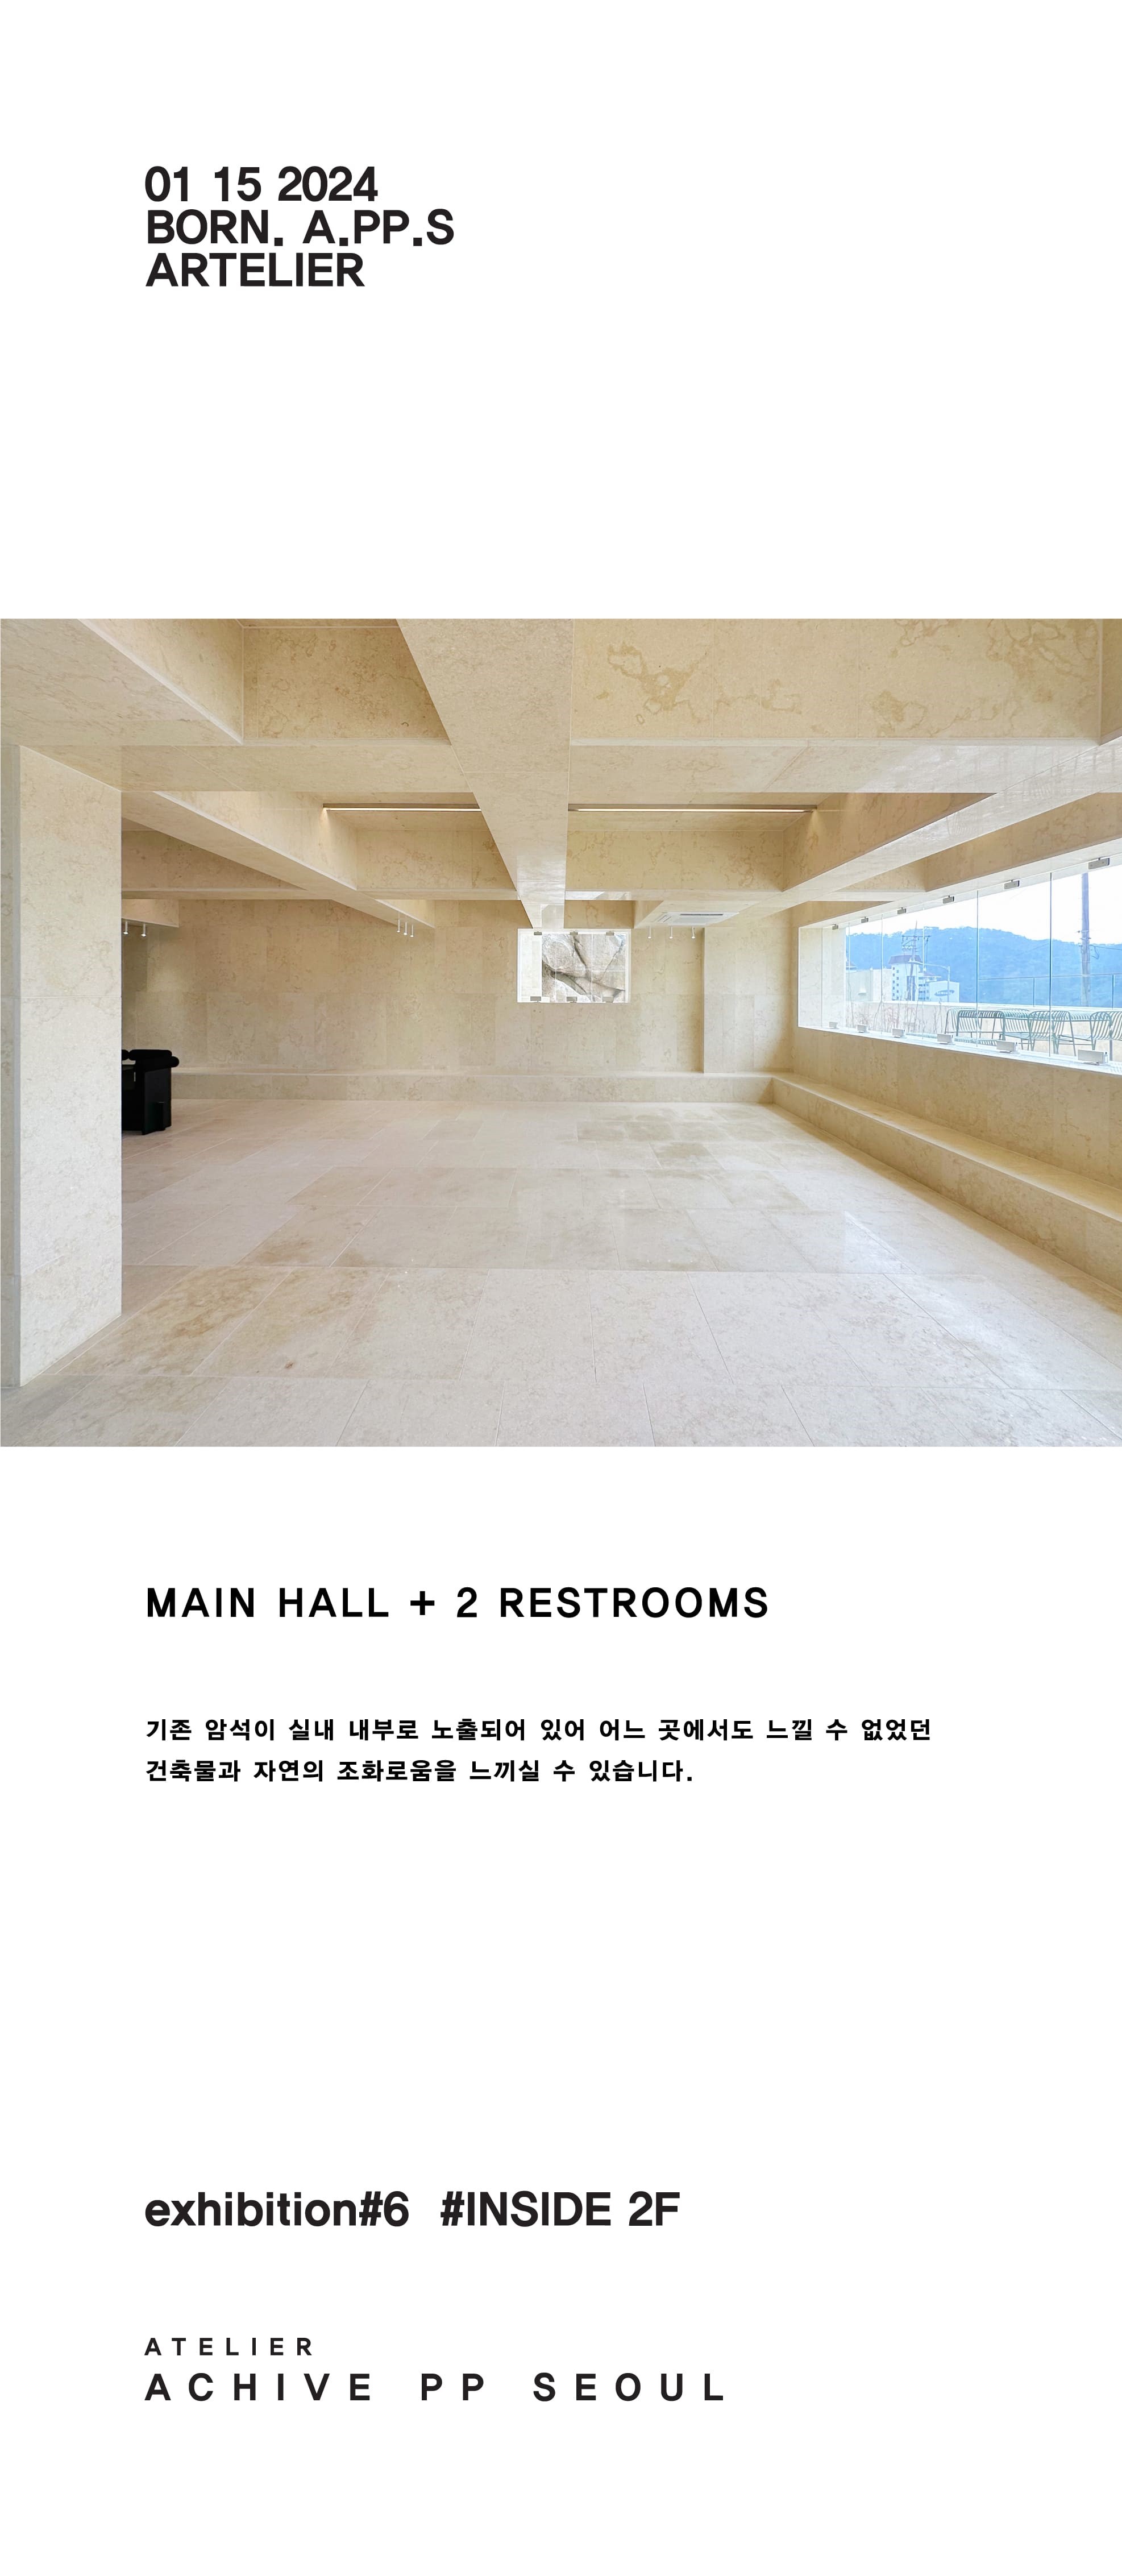 01 15 2024
BORN. A.PP.S
ARTELIER
MAIN HALL + 2 RESTROOMS
기존 암석이 실내 내부로 노출되어 있어 어느 곳에서도 느낄 수 없었던
건축물과 자연의 조화로움을 느끼실 수 있습니다.
exhibition#6 #INSIDE 2F
ATELIER
ACHIVE PP SEOUL